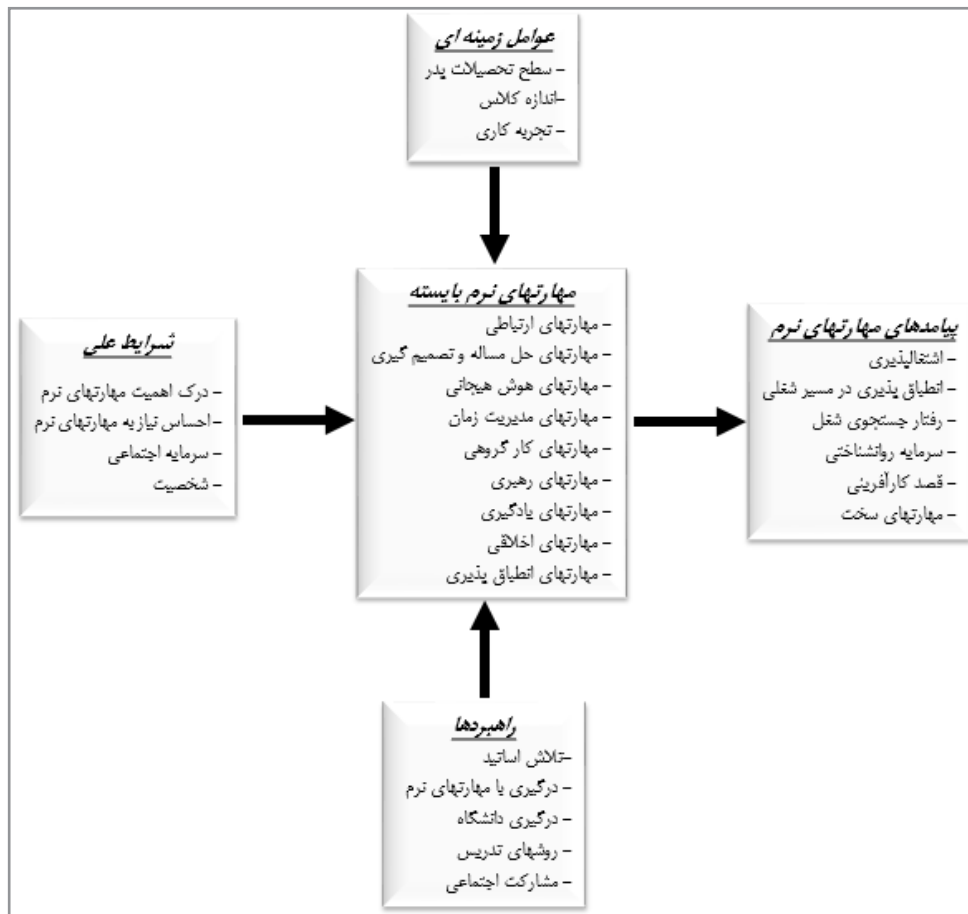 عوامل زمینه ای
- سطح تحصیلات پدر
-اندازه کلاس
- تجربه کاری
مهارتهای نرم بایسته
- مهارتهای ارتباطی
- مهارتهای حل مساله و تصمیم گیری
- مهارتهای هوش هیجانی
- مهارتهای مدیریت زمان
- مهارتهای کار گروهی
- مهارتهای رهبری
- مهارتهای یادگیری
- مهارتهای اخلاقی
- مهارتهای انطباق پذیری
شرایط علی
- درک اهمیت مهارتهای نرم
- احساس نیاز به مهارتهای نرم
- سرمایه اجتماعی
- شخصیت
پیامدهای مهارتهای نرم
- اشتغالپذیری
- انطباق پذیری در مسیر شغلی
- رفتار جستجوی شغل
- سرمایه روانشناختی
- قصد کارآفرینی
- مهارتهای سخت
راهبردها
-تلاش اساتید
- درگیری با مهارتهای نرم
- درگیری دانشگاه
- روشهای تدریس
- مشارکت اجتماعی